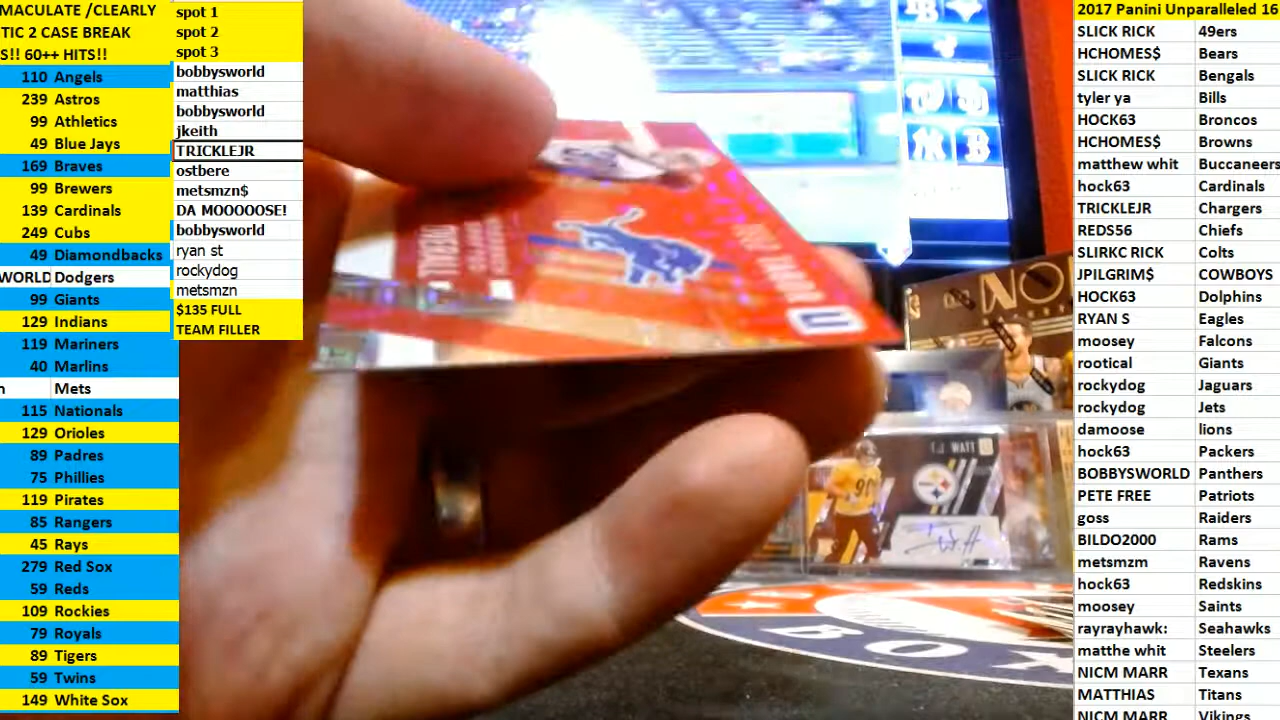 MACULATE /CLEARLY
TIC 2 CASE BREAK
S!! 60++ HITS!!
110 Angels
239 Astros
99 Athletics
49 Blue Jays
169 Braves
99 Brewers
139 Cardinals
249 Cubs
49 Diamondbacks
WORLD Dodgers
99 Giants
129 Indians
119 Mariners
40 Marlins
n Mets
115 Nationals
129 Orioles
89 Padres
75 Phillies
119 Pirates
85 Rangers
45 Rays
279 Red Sox
59 Reds
109 Rockies
79 Royals
89 Tigers
59 Twins
149 White Sox
spot 1
spot 2
spot 3
bobbysworld
matthias
bobbysworld
jkeith
TRICKLEJR
ostbere
metsmzn$
DA MOOOOOSE!
bobbysworld
ryan st
rockydog
metsmzn
$135 FULL
TEAM FILLER
U
T.J. WATT
90
BO
2017 Panini Unparalleled 16
SLICK RICK 49ers
HCHOMES$ Bears
SLICK RICK Bengals
tyler ya Bills
HOCK63 Broncos
HCHOMES$ Browns
matthew whit Buccaneers
hock63 Cardinals
TRICKLEJR Chargers
REDS56 Chiefs
SLIRKC RICK Colts
JPILGRIM$ COWBOYS
HOCK63 Dolphins
RYAN S Eagles
moosey Falcons
rootical Giants
rockydog Jaguars
rockydog Jets
damoose lions
hock63 Packers
BOBBYSWORLD Panthers
PETE FREE Patriots
goss Raiders
BILDO2000 Rams
metsmzm Ravens
hock63 Redskins
moosey Saints
rayrayhawk: Seahawks
matthe whit Steelers
NICM MARR Texans
MATTHIAS Titans
NICM MARR Vikings